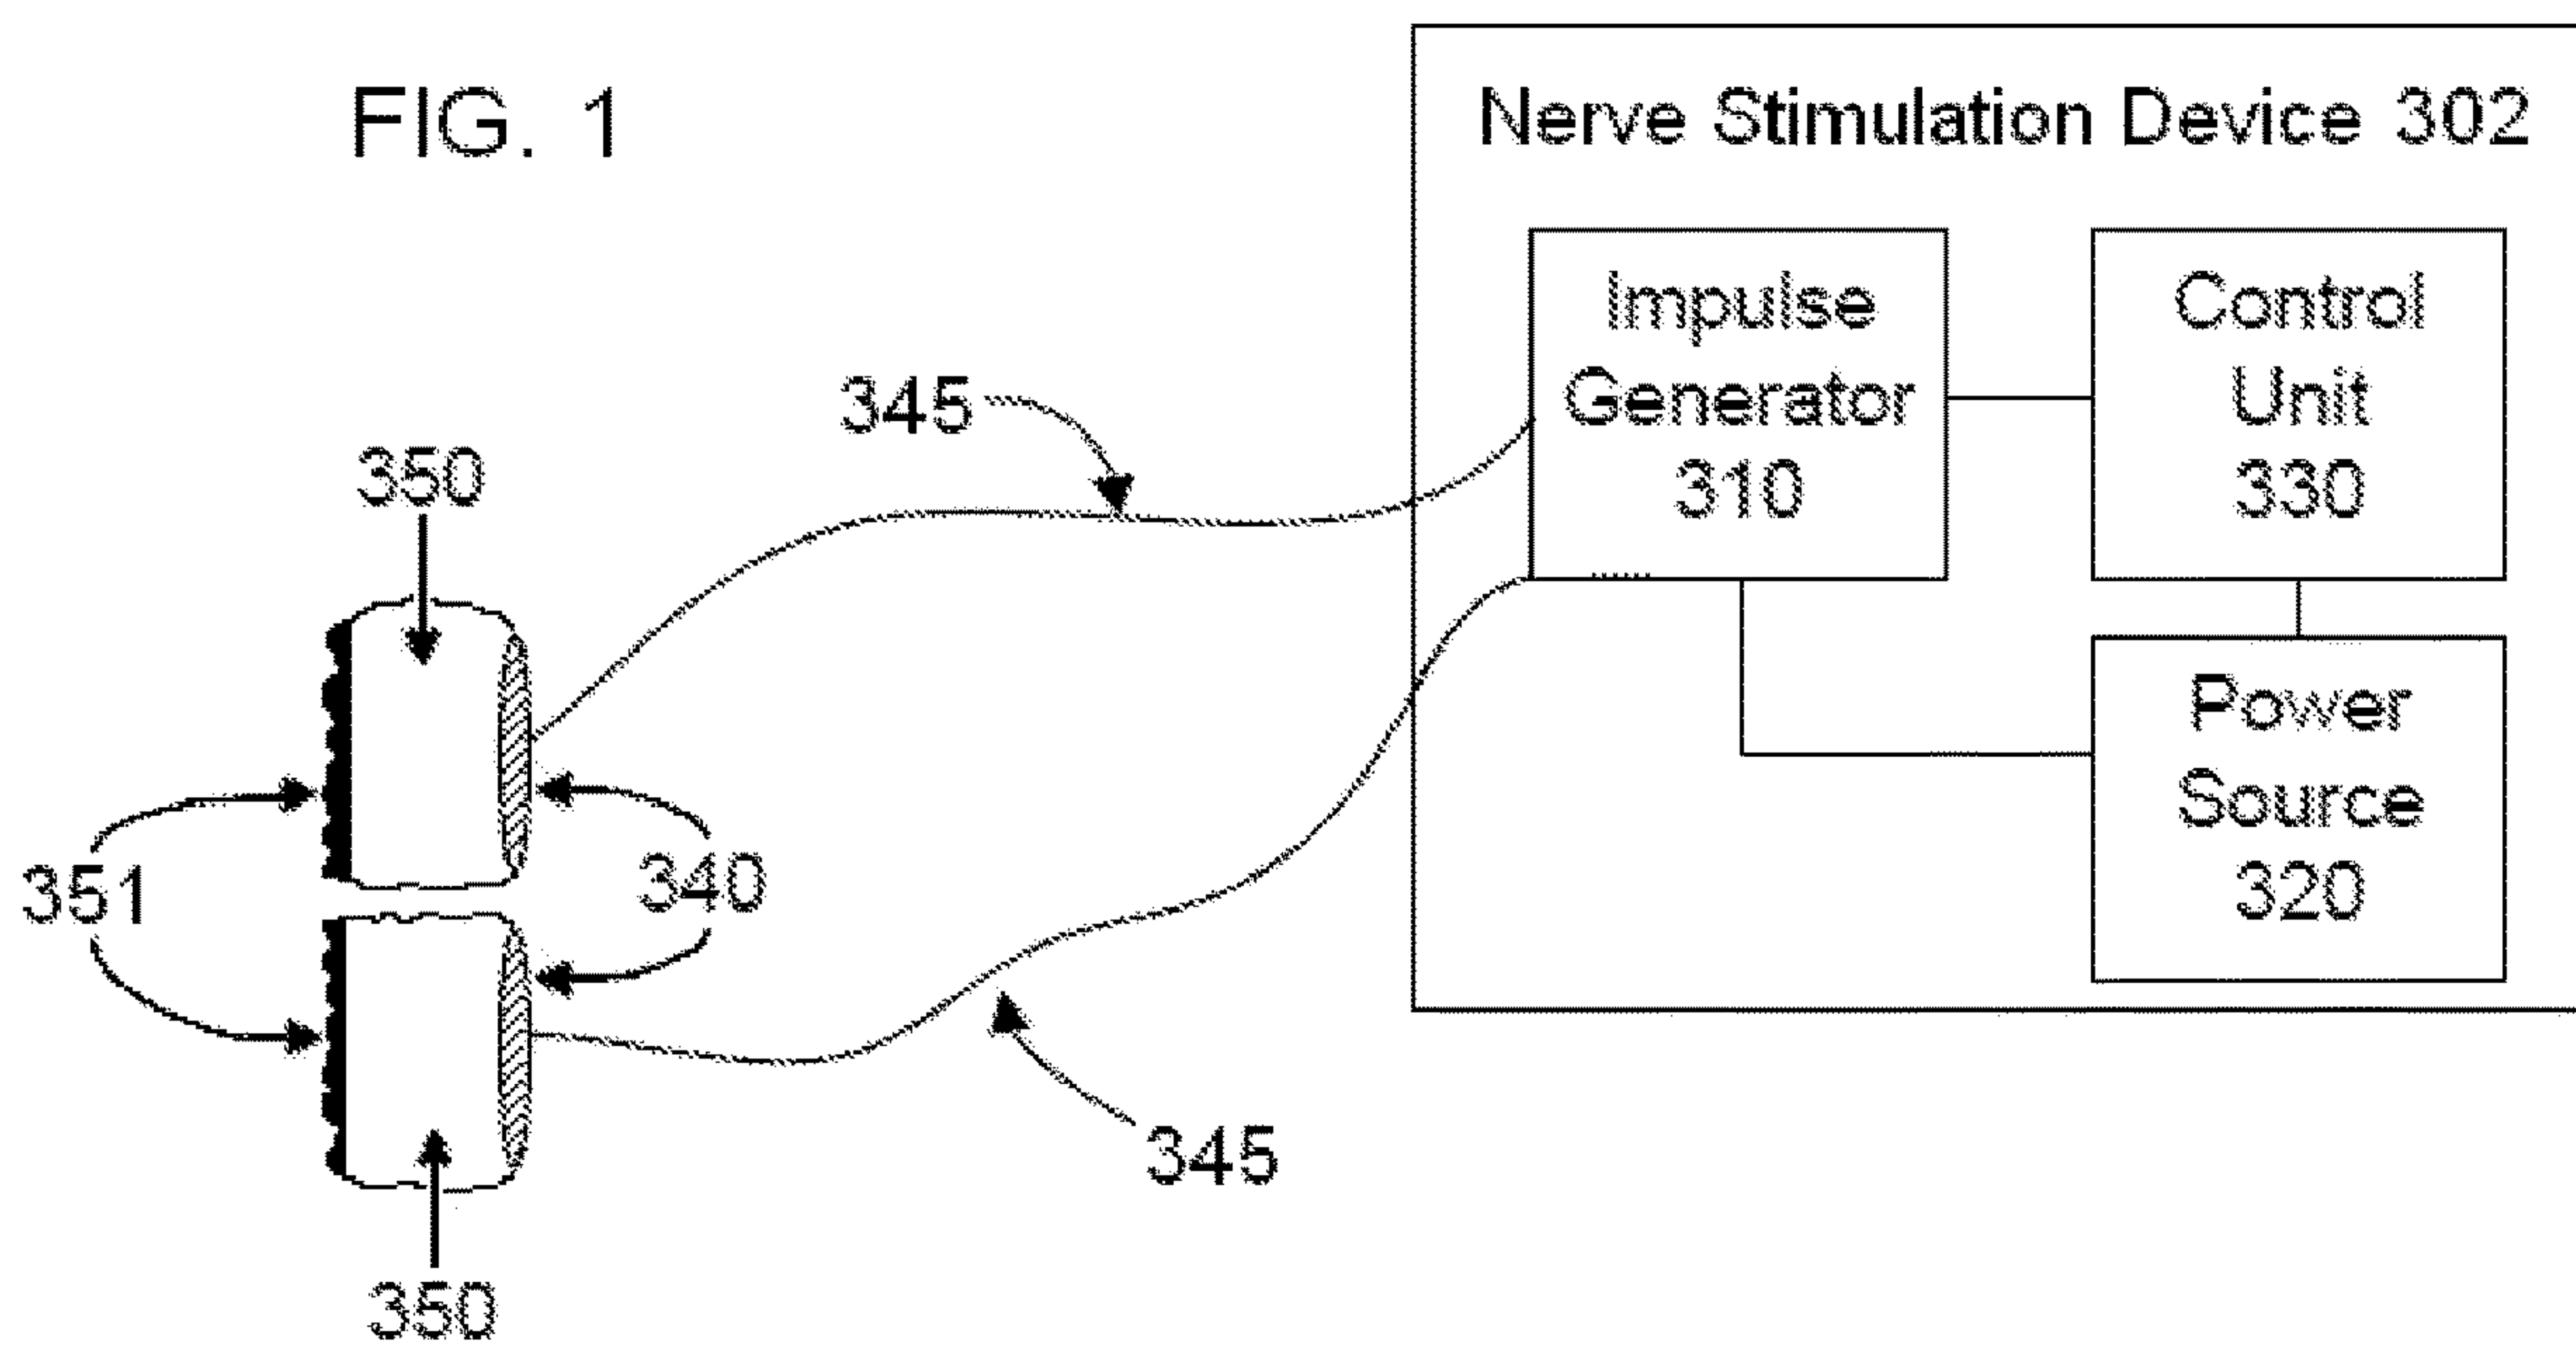 FIG. 1
Nerve Stimulation Device 302
Impulse
Generator
310
Control
Unit
330
Power
Source
320
345
350
351
340
345
350